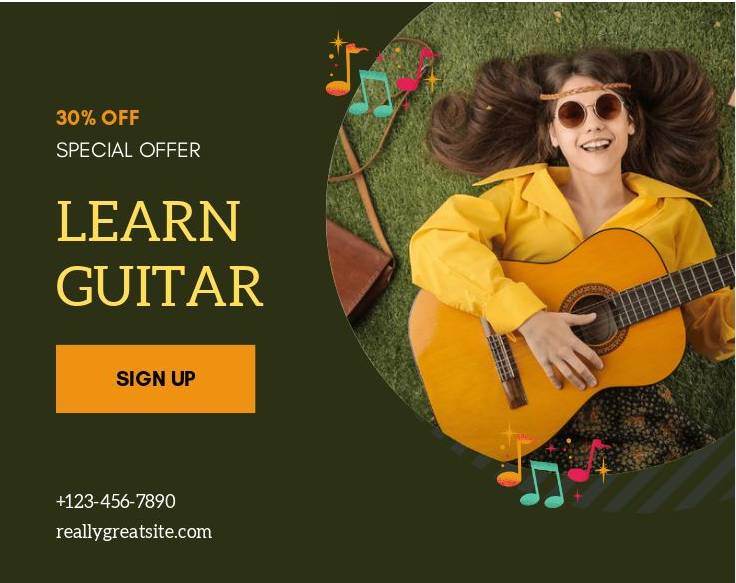 30% OFF
SPECIAL OFFER
LEARN
GUITAR
SIGN UP
+123-456-7890
reallygreatsite.com